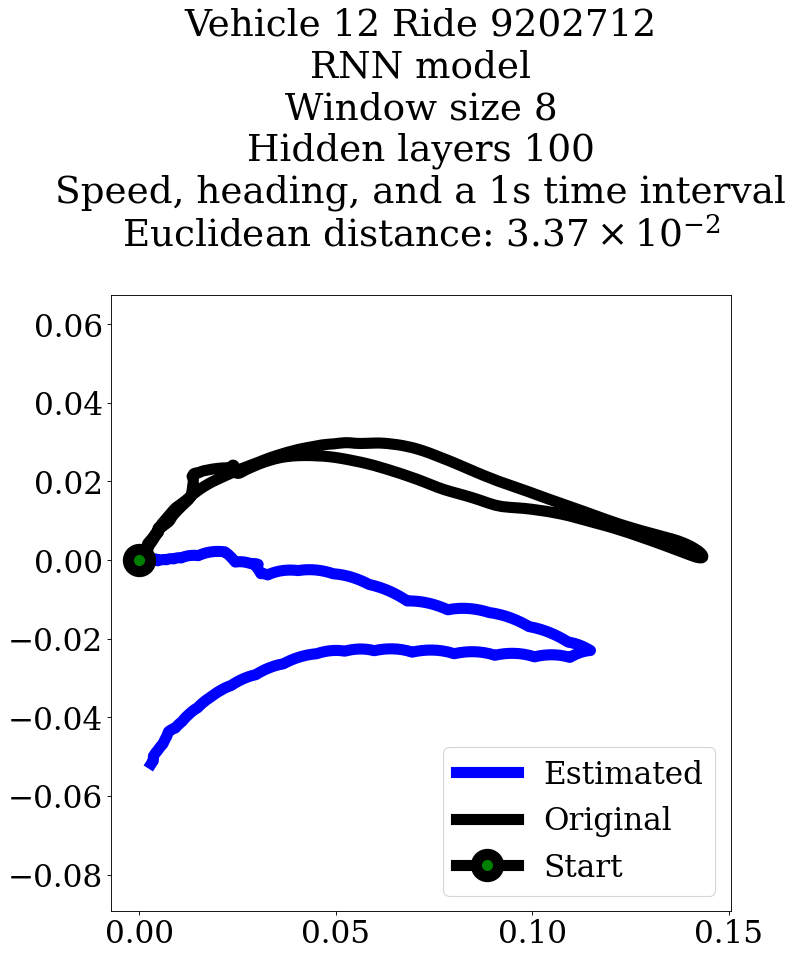 Vehicle 12 Ride 9202712
RNN model
Window size 8
Hidden layers 100
Speed, heading, and a 1s time interval
Euclidean distance: 3.37 × 10⁻²
0.06
0.04
0.02
0.00
−0.02
−0.04
−0.06
−0.08
Estimated
Original
Start
0.00 0.05 0.10 0.15